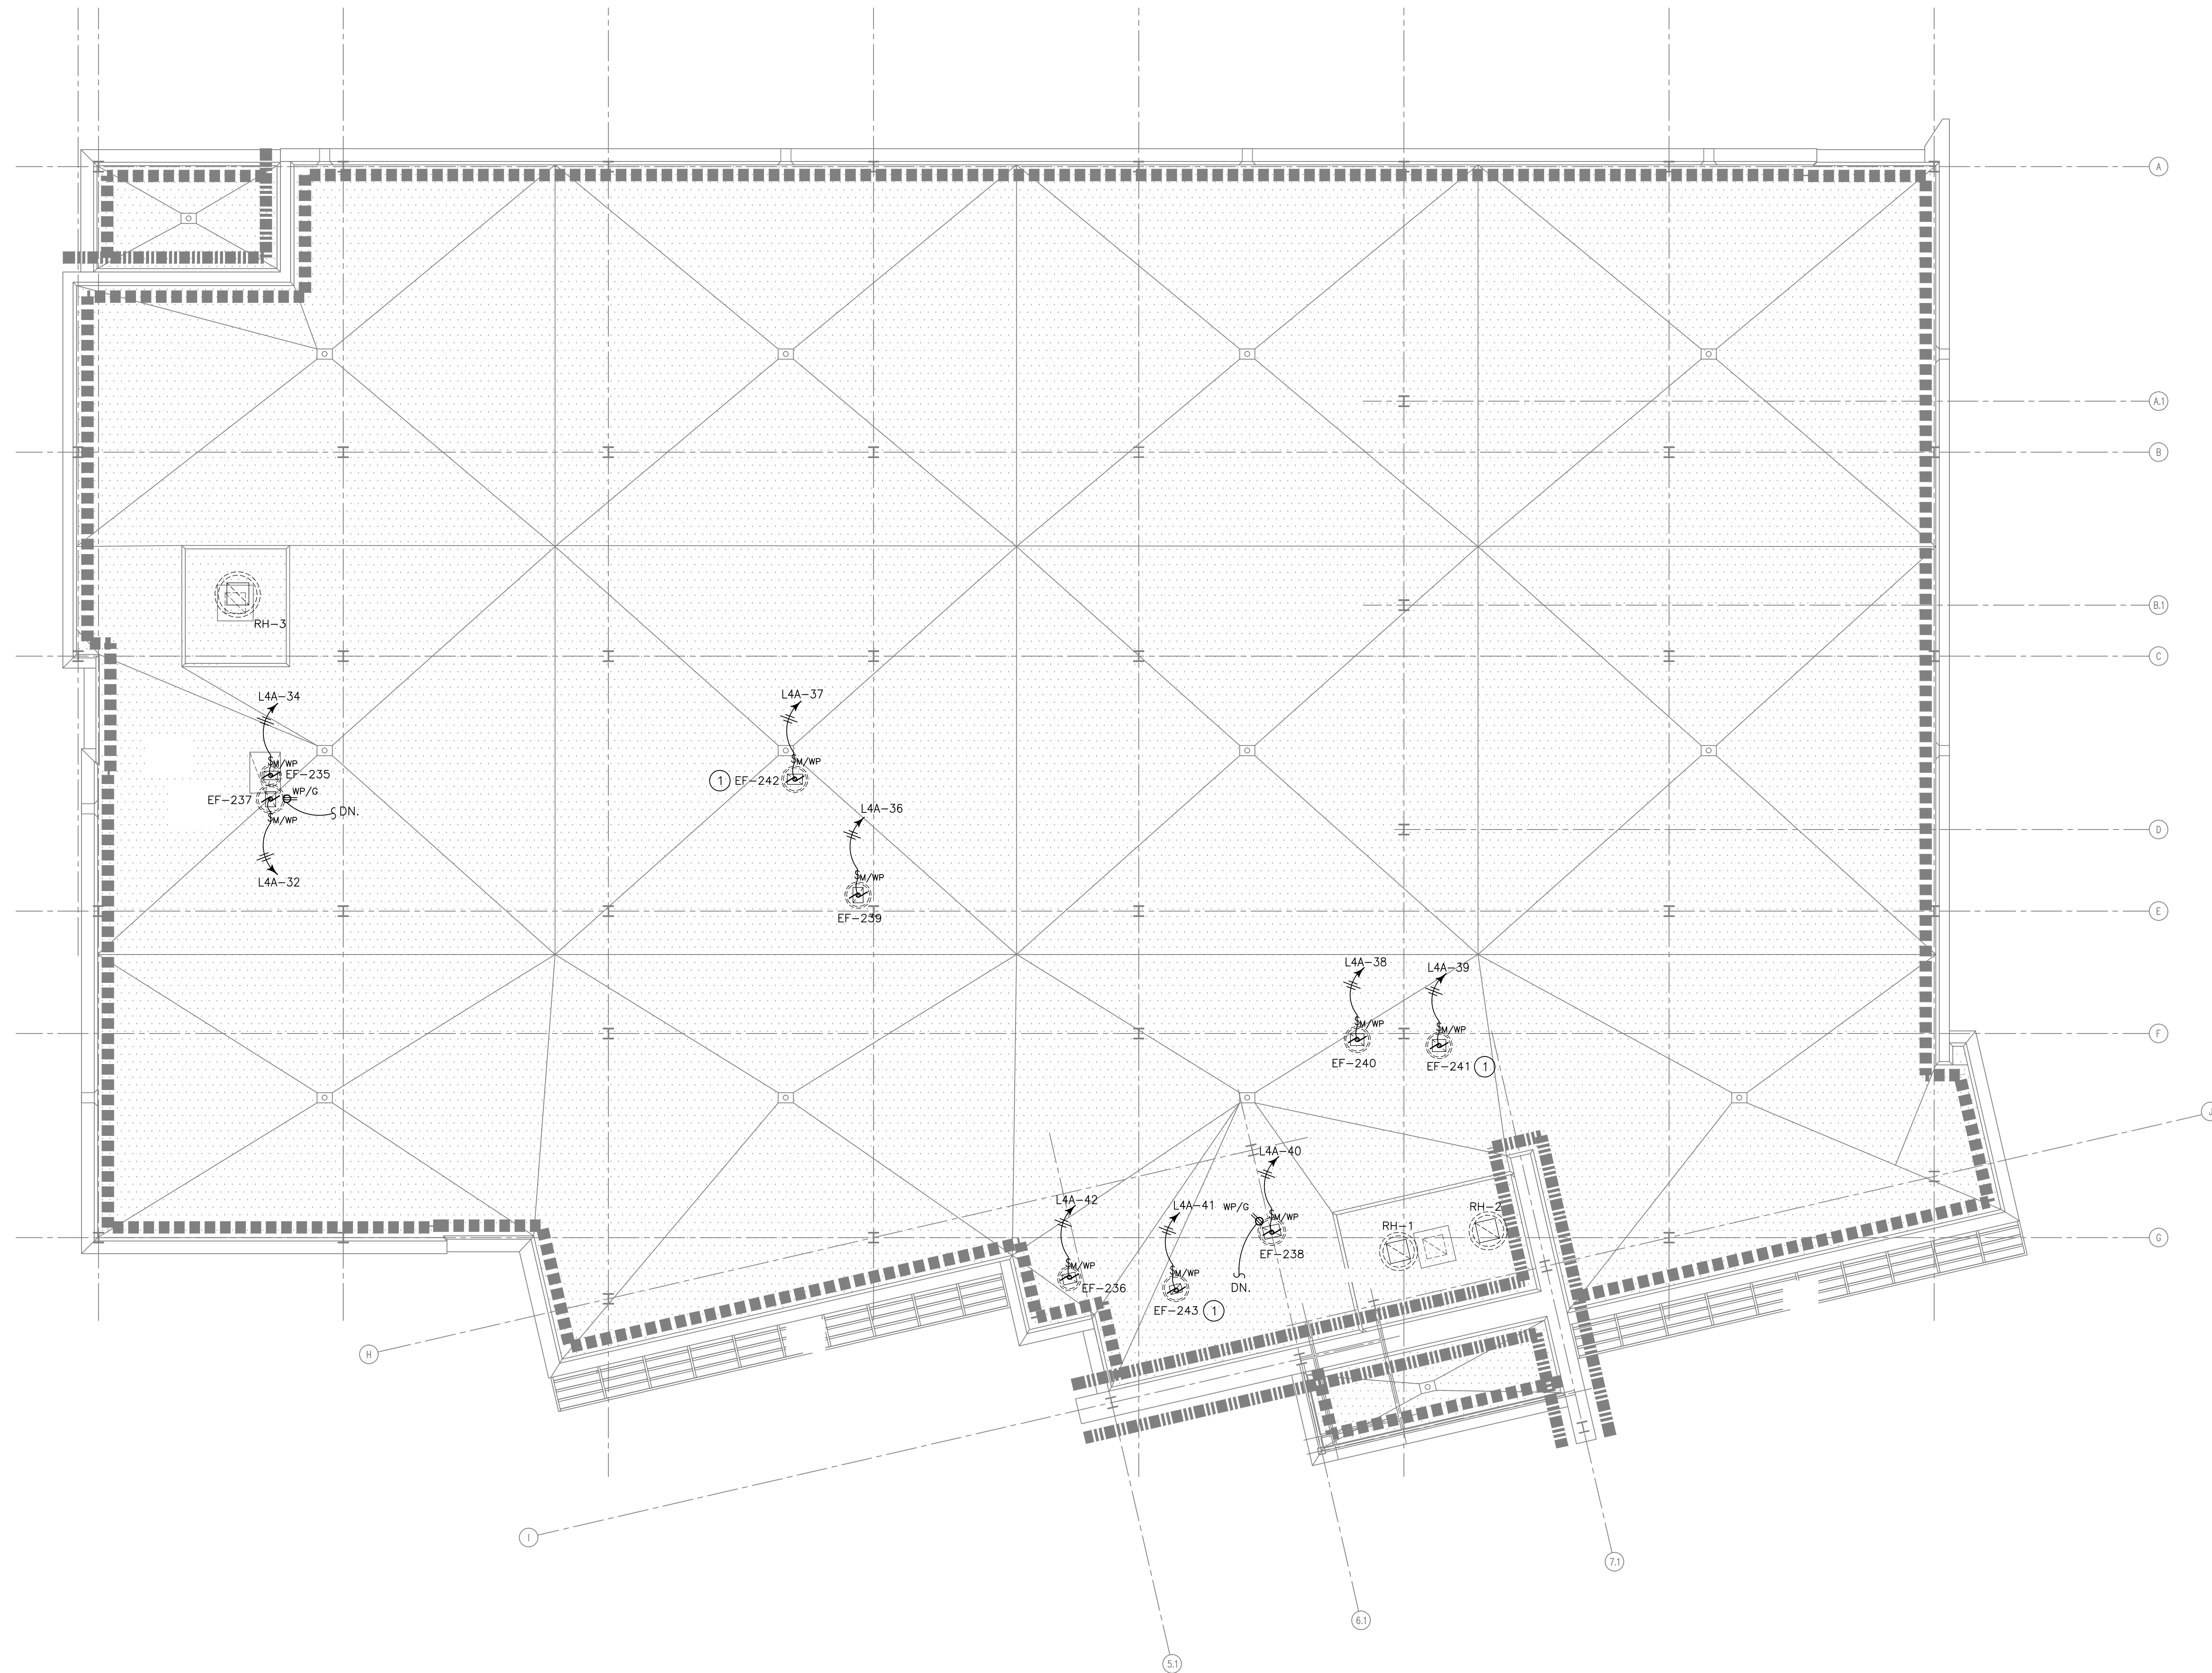 A
A.1
B
B.1
RH-3
C
L4A-34
L4A-37
$M/WP
EF-235
WP/G
EF-237
DN.
$M/WP
L4A-32
$M/WP
1 EF-242
L4A-36
D
$M/WP
EF-239
E
L4A-38
L4A-39
$M/WP
$M/WP
F
EF-240
EF-241 1
J
L4A-40
L4A-42
L4A-41
WP/G
$M/WP
RH-1
RH-2
EF-238
G
$M/WP
EF-236
$M/WP
DN.
EF-243 1
H
I
7.1
6.1
5.1